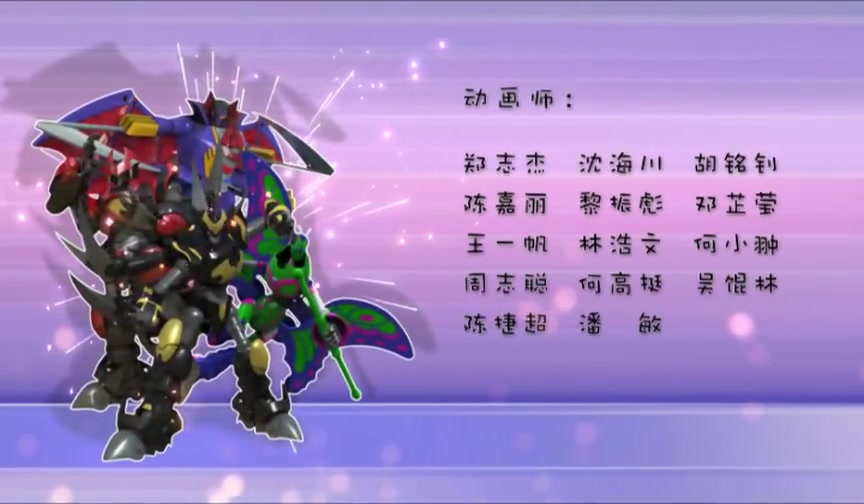 动画师：
郑志杰 沈海川 胡铭钊
陈嘉丽 黎振彪 邓芷莹
王一帆 林浩文 何小翀
周志聪 何高挺 吴馄林
陈捷超 潘 敏